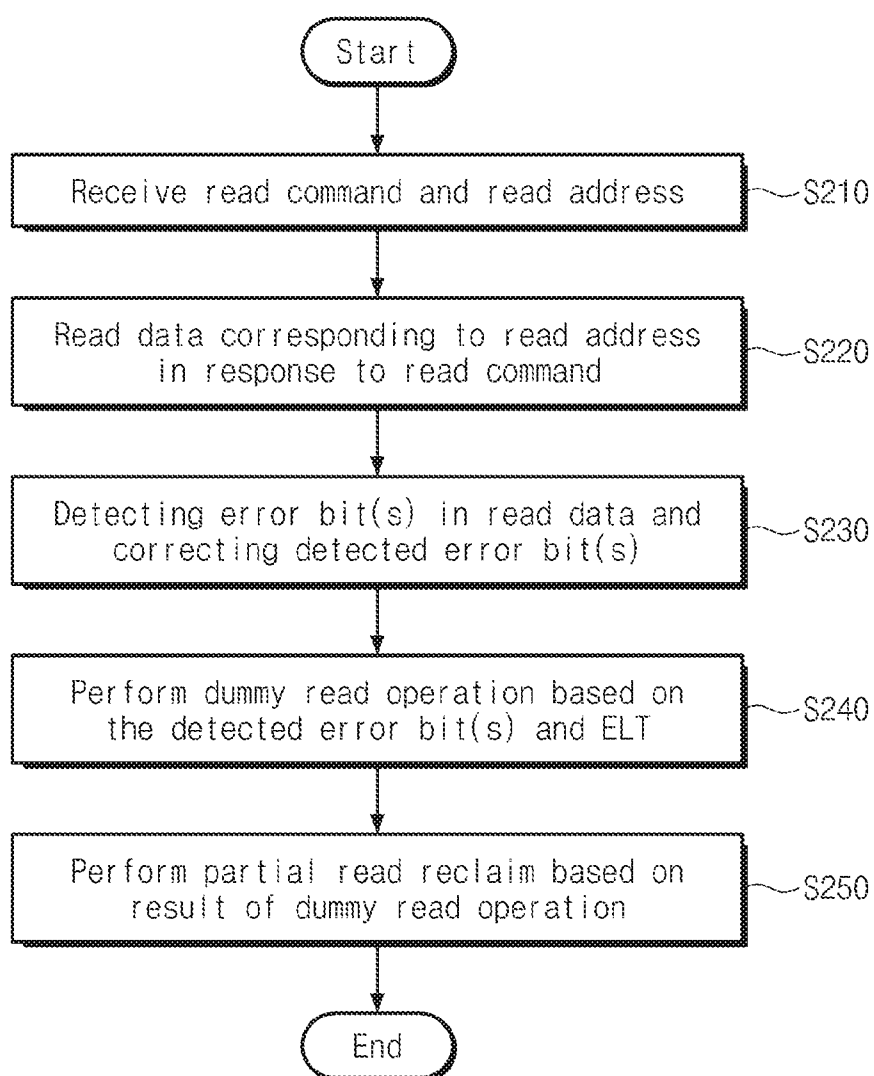 Start
Receive read command and read address
S210
Read data corresponding to read address
in response to read command
S220
Detecting error bit(s) in read data and
correcting detected error bit(s)
S230
Perform dummy read operation based on
the detected error bit(s) and ELT
S240
Perform partial read reclaim based on
result of dummy read operation
S250
End